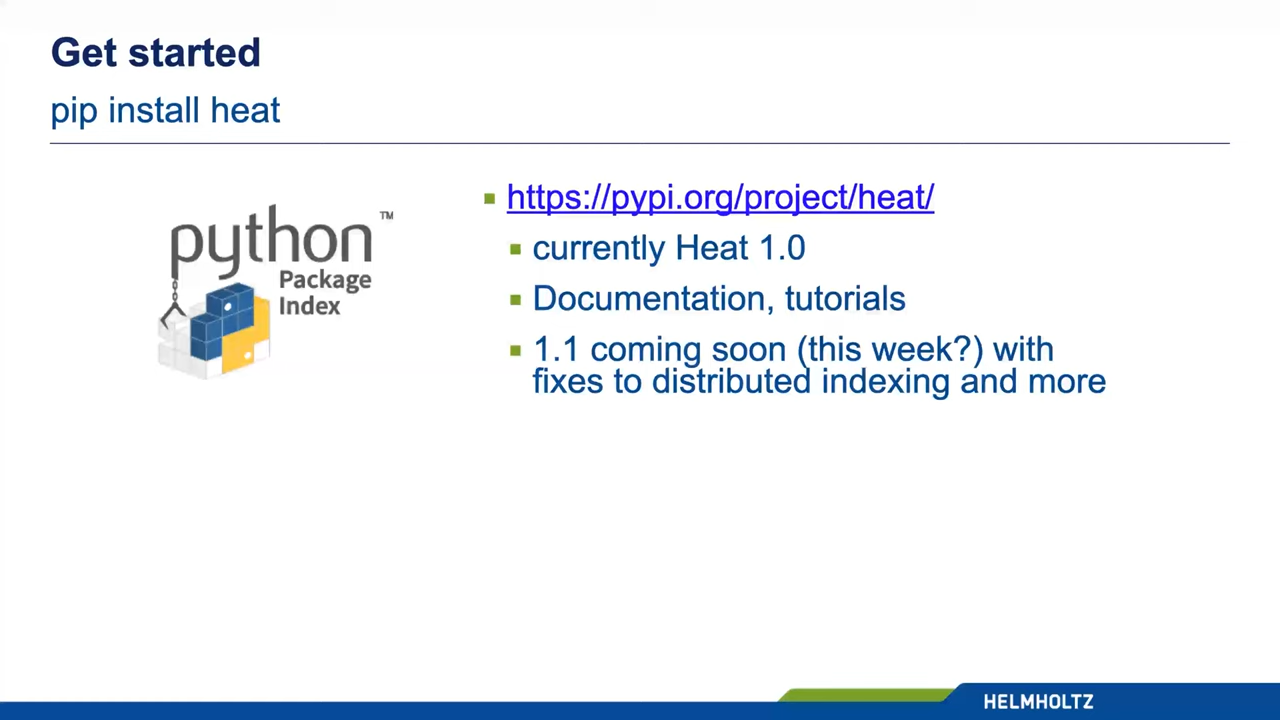 Get started
pip install heat
python™
Package
Index
https://pypi.org/project/heat/
currently Heat 1.0
Documentation, tutorials
1.1 coming soon (this week?) with
fixes to distributed indexing and more
HELMHOLTZ